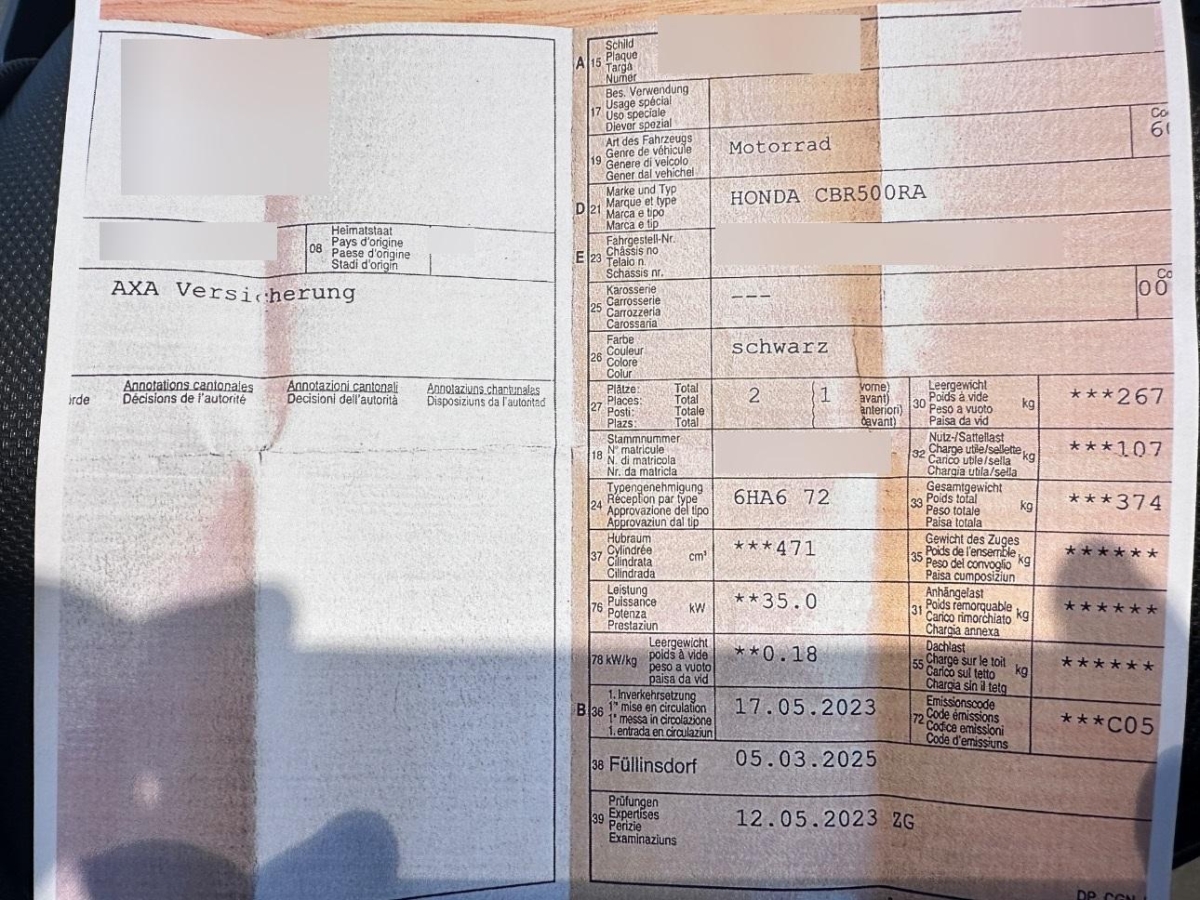 08
Heimatstaat
Pays d'origine
Paese d'origine
Stadi d'origin
AXA Versicherung
Annotations cantonales
Décisions de l'autorité
Annotazioni cantonali
Decisioni dell'autorità
Annotaziuns chantunalas
Disposiziuns da l'autoritad
A 15
Schild
Plaque
Targa
Numer
17
Bes. Verwendung
Usage spécial
Uso speciale
Diever spezial
19
Art des Fahrzeugs
Genre de véhicule
Genere di veicolo
Gener dal vehichel
Motorrad
D 21
Marke und Typ
Marque et type
Marca e tipo
Marca e tip
HONDA CBR500RA
E 23
Fahrgestell-Nr.
Châssis no
Telaio n.
Schassis nr.
25
Karosserie
Carrosserie
Carrozzeria
Carossaria
---
00
26
Farbe
Couleur
Colore
Colur
schwarz
27
Plätze: Total
Places: Total
Posti: Totale
Plazs: Total
2 (1
vorne)
avant)
anteriori)
davant)
30
Leergewicht
Poids à vide
Peso a vuoto
Paisa da vid
kg
***267
18
Stammnummer
N° matricule
N. di matricola
Nr. da matricla
32
Nutz-/Sattellast
Charge utile/sellette
Carico utile/sella
Chargia utila/sella
kg
***107
24
Typengenehmigung
Réception par type
Approvazione del tipo
Approvaziun dal tip
6HA6 72
33
Gesamtgewicht
Poids total
Peso totale
Paisa totala
kg
***374
37
Hubraum
Cylindrée
Cilindrata
Cilindrada
cm³
***471
35
Gewicht des Zuges
Poids de l'ensemble
Peso del convoglio
Paisa cumposiziun
kg
******
76
Leistung
Puissance
Potenza
Prestaziun
kW
**35.0
31
Anhängelast
Poids remorquable
Carico rimorchiato
Chargia annexa
kg
******
78 kW/kg
Leergewicht
poids à vide
peso a vuoto
paisa da vid
**0.18
55
Dachlast
Charge sur le toit
Carico sul tetto
Chargia sin il tetg
kg
******
B 36
1. Inverkehrsetzung
1re mise en circulation
1a messa in circolazione
1. entrada en circulaziun
17.05.2023
72
Emissionscode
Code émissions
Codice emissioni
Code d'emissiuns
***C05
38 Füllinsdorf
05.03.2025
39
Prüfungen
Expertises
Perizie
Examinaziuns
12.05.2023 ZG